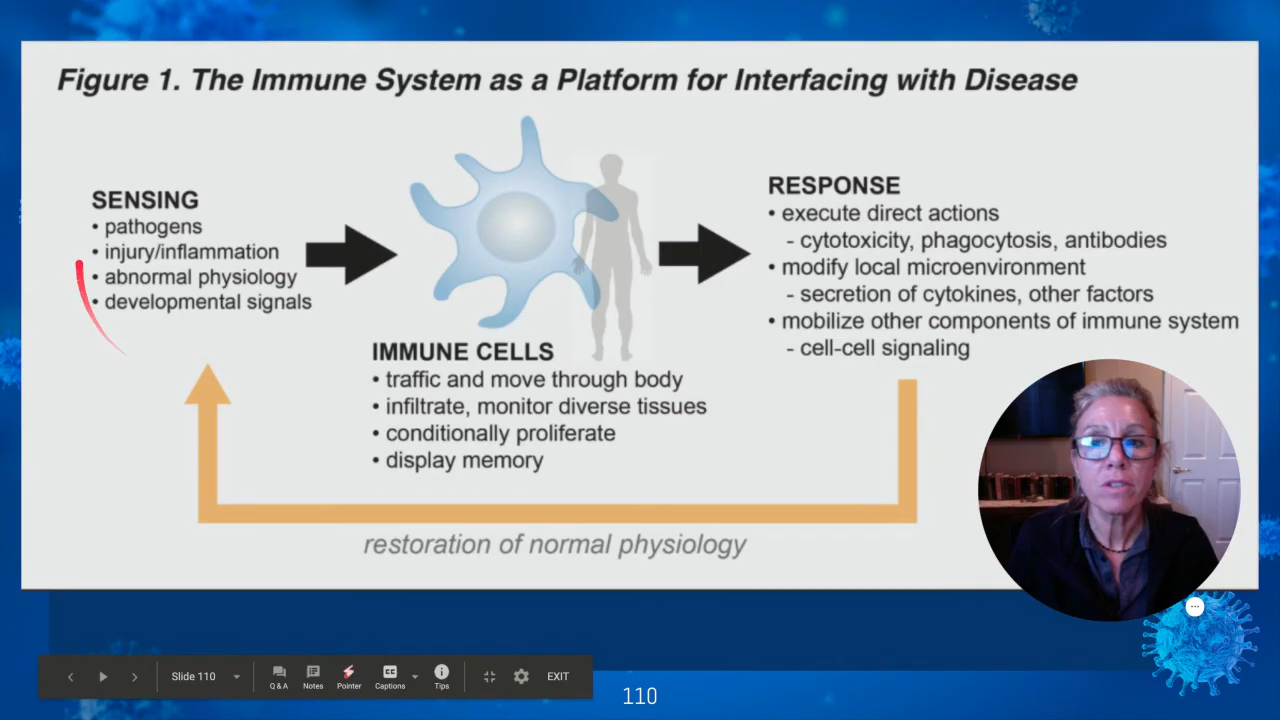 Figure 1. The Immune System as a Platform for Interfacing with Disease
SENSING
• pathogens
• injury/inflammation
• abnormal physiology
• developmental signals
IMMUNE CELLS
• traffic and move through body
• infiltrate, monitor diverse tissues
• conditionally proliferate
• display memory
RESPONSE
• execute direct actions
- cytotoxicity, phagocytosis, antibodies
• modify local microenvironment
- secretion of cytokines, other factors
• mobilize other components of immune system
- cell-cell signaling
restoration of normal physiology
Slide 110
Q & A
Notes
Pointer
CC
Captions
Tips
EXIT
110